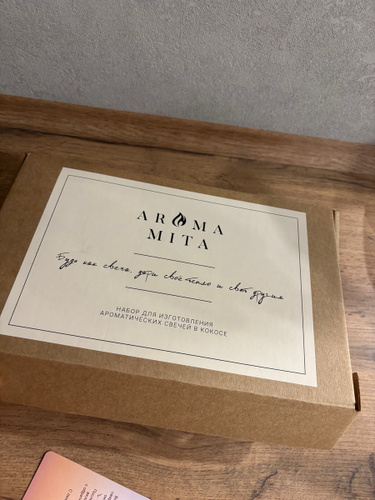 AROMA
MITA
Будь как свеча, дари своё тепло и свет другим
НАБОР ДЛЯ ИЗГОТОВЛЕНИЯ
АРОМАТИЧЕСКИХ СВЕЧЕЙ В КОКОСЕ